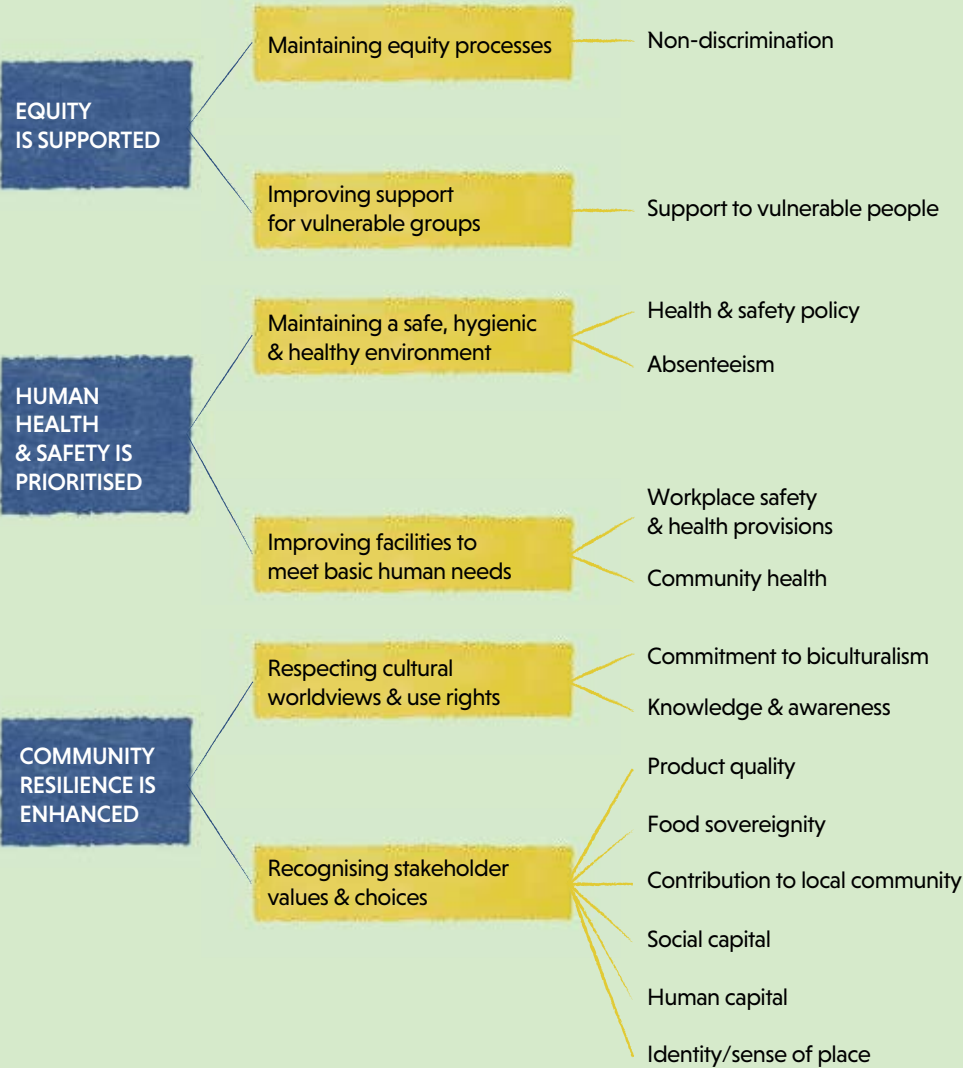 EQUITY
IS SUPPORTED
Maintaining equity processes
Non-discrimination
Improving support
for vulnerable groups
Support to vulnerable people
HUMAN
HEALTH
& SAFETY IS
PRIORITISED
Maintaining a safe, hygienic
& healthy environment
Health & safety policy
Absenteeism
Improving facilities to
meet basic human needs
Workplace safety
& health provisions
Community health
COMMUNITY
RESILIENCE IS
ENHANCED
Respecting cultural
worldviews & use rights
Commitment to biculturalism
Knowledge & awareness
Recognising stakeholder
values & choices
Product quality
Food sovereignity
Contribution to local community
Social capital
Human capital
Identity/sense of place